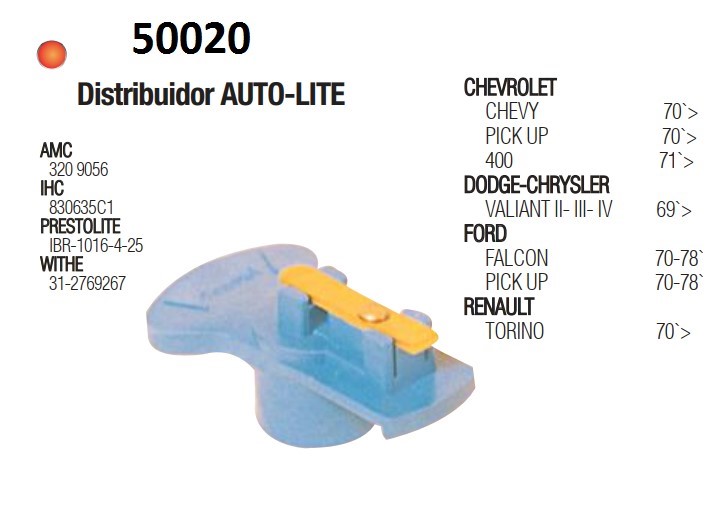 50020
Distribuidor AUTO-LITE
AMC
320 9056
IHC
830635C1
PRESTOLITE
IBR-1016-4-25
WITHE
31-2769267
CHEVROLET
CHEVY 70`>
PICK UP 70`>
400 71`>
DODGE-CHRYSLER
VALIANT II- III- IV 69`>
FORD
FALCON 70-78`
PICK UP 70-78`
RENAULT
TORINO 70`>